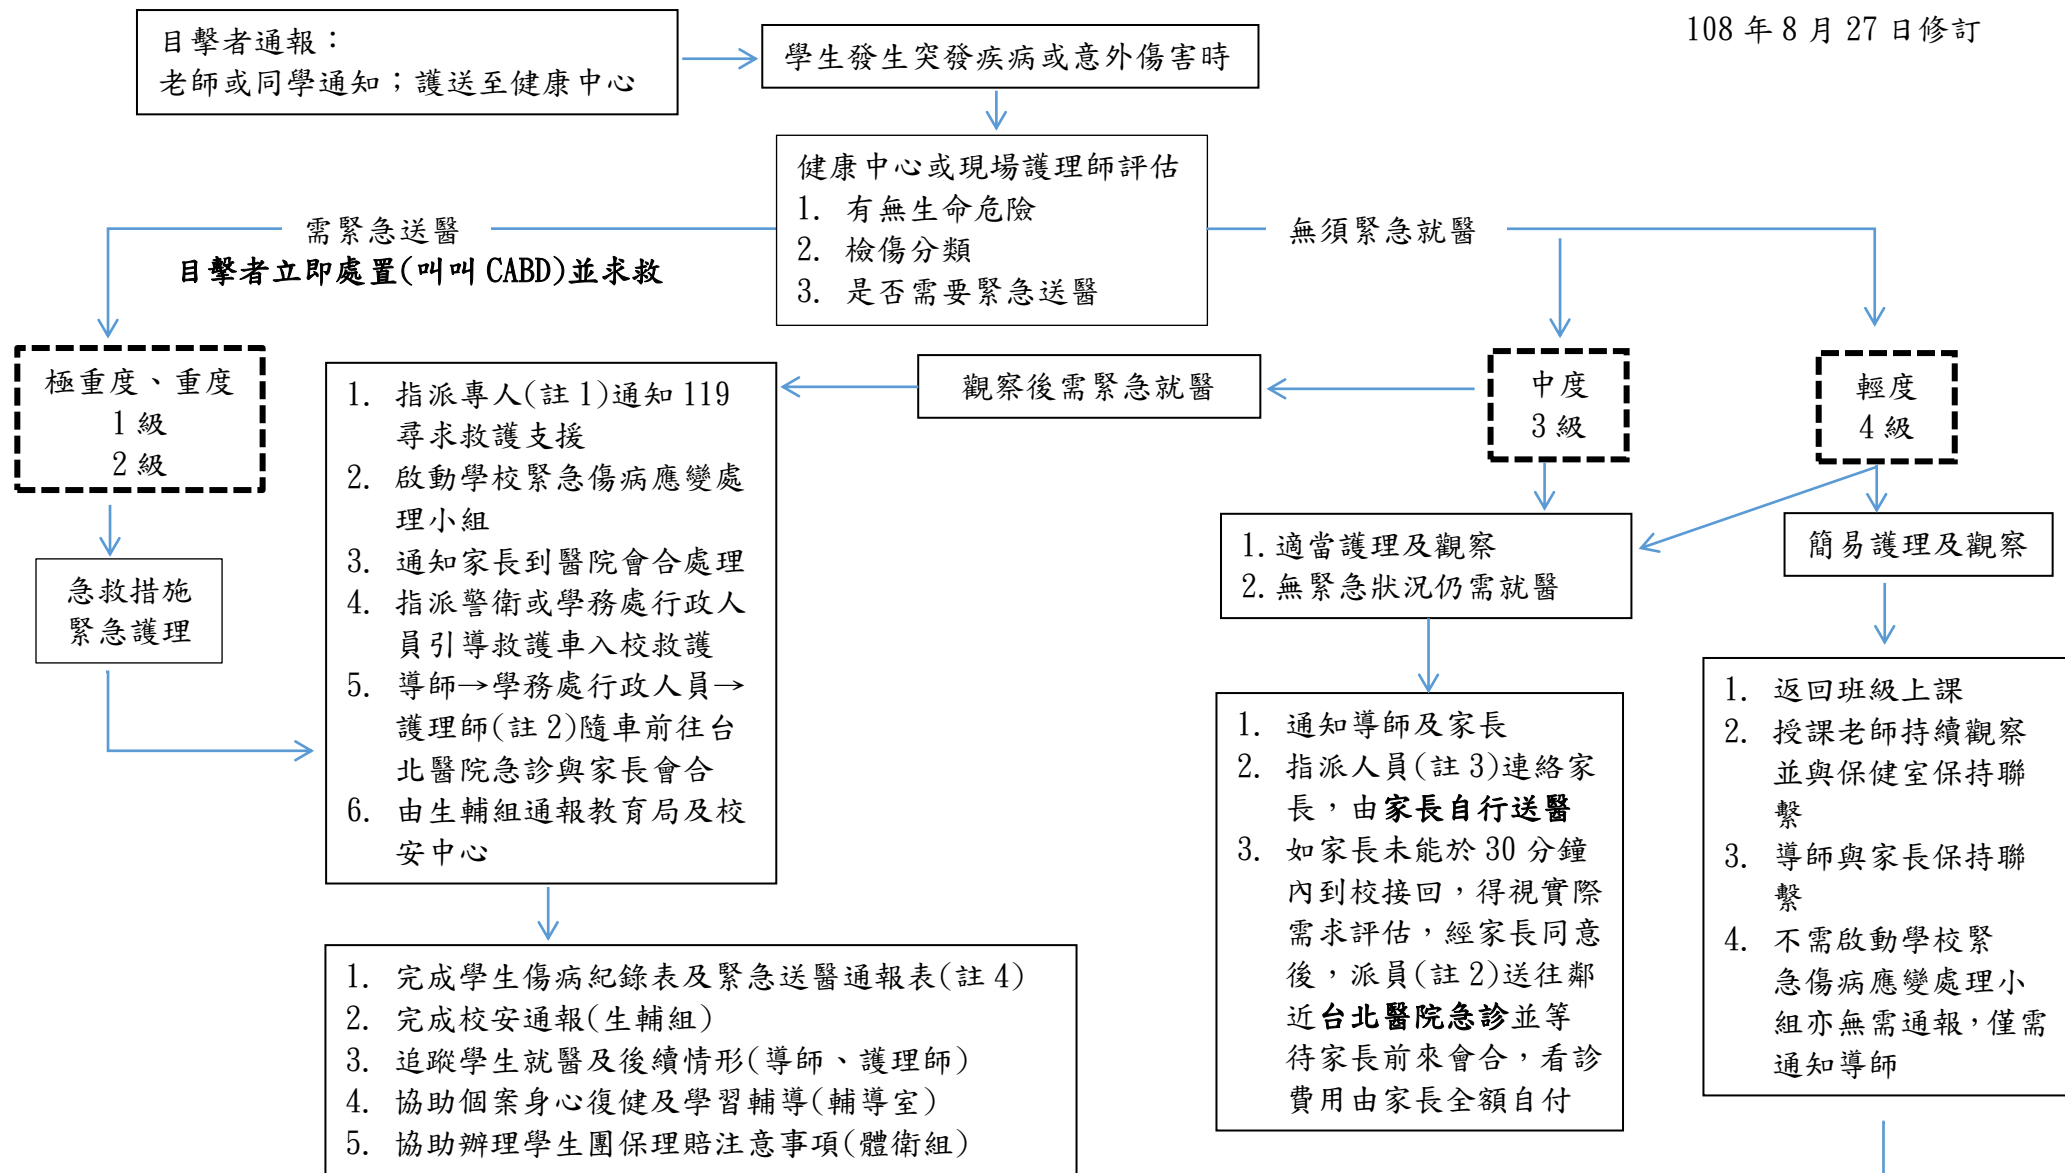 108 年 8 月 27 日修訂
目擊者通報：
老師或同學通知；護送至健康中心
學生發生突發疾病或意外傷害時
健康中心或現場護理師評估
1. 有無生命危險
2. 檢傷分類
3. 是否需要緊急送醫
需緊急送醫
目擊者立即處置(叫叫 CABD)並求救
無須緊急就醫
極重度、重度
1 級
2 級
觀察後需緊急就醫
中度
3 級
輕度
4 級
急救措施
緊急護理
1. 指派專人(註 1)通知 119
尋求救護支援
2. 啟動學校緊急傷病應變處
理小組
3. 通知家長到醫院會合處理
4. 指派警衛或學務處行政人
員引導救護車入校救護
5. 導師→學務處行政人員→
護理師(註 2)隨車前往台
北醫院急診與家長會合
6. 由生輔組通報教育局及校
安中心
1. 適當護理及觀察
2. 無緊急狀況仍需就醫
簡易護理及觀察
1. 通知導師及家長
2. 指派人員(註 3)連絡家
長，由家長自行送醫
3. 如家長未能於 30 分鐘
內到校接回，得視實際
需求評估，經家長同意
後，派員(註 2)送往鄰
近台北醫院急診並等
待家長前來會合，看診
費用由家長全額自付
1. 返回班級上課
2. 授課老師持續觀察
並與保健室保持聯
繫
3. 導師與家長保持聯
繫
4. 不需啟動學校緊
急傷病應變處理小
組亦無需通報，僅需
通知導師
1. 完成學生傷病紀錄表及緊急送醫通報表(註 4)
2. 完成校安通報(生輔組)
3. 追蹤學生就醫及後續情形(導師、護理師)
4. 協助個案身心復健及學習輔導(輔導室)
5. 協助辦理學生團保理賠注意事項(體衛組)